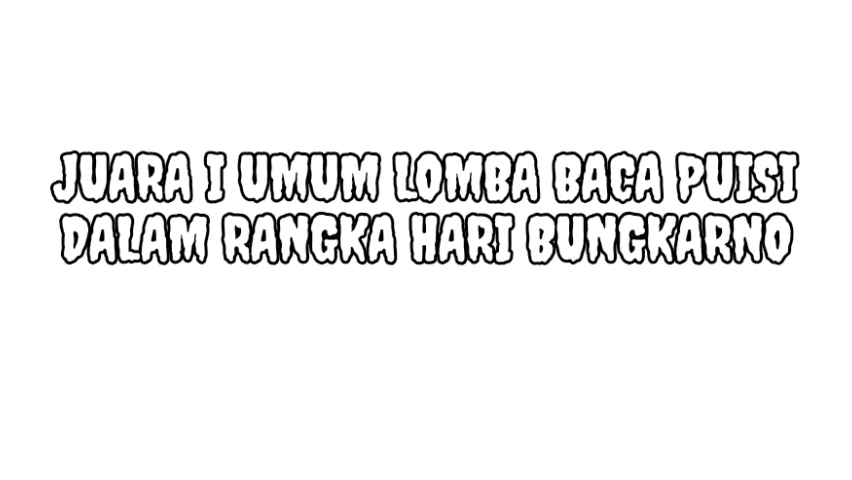 JUARA I UMUM LOMBA BACA PUISI
DALAM RANGKA HARI BUNGKARNO